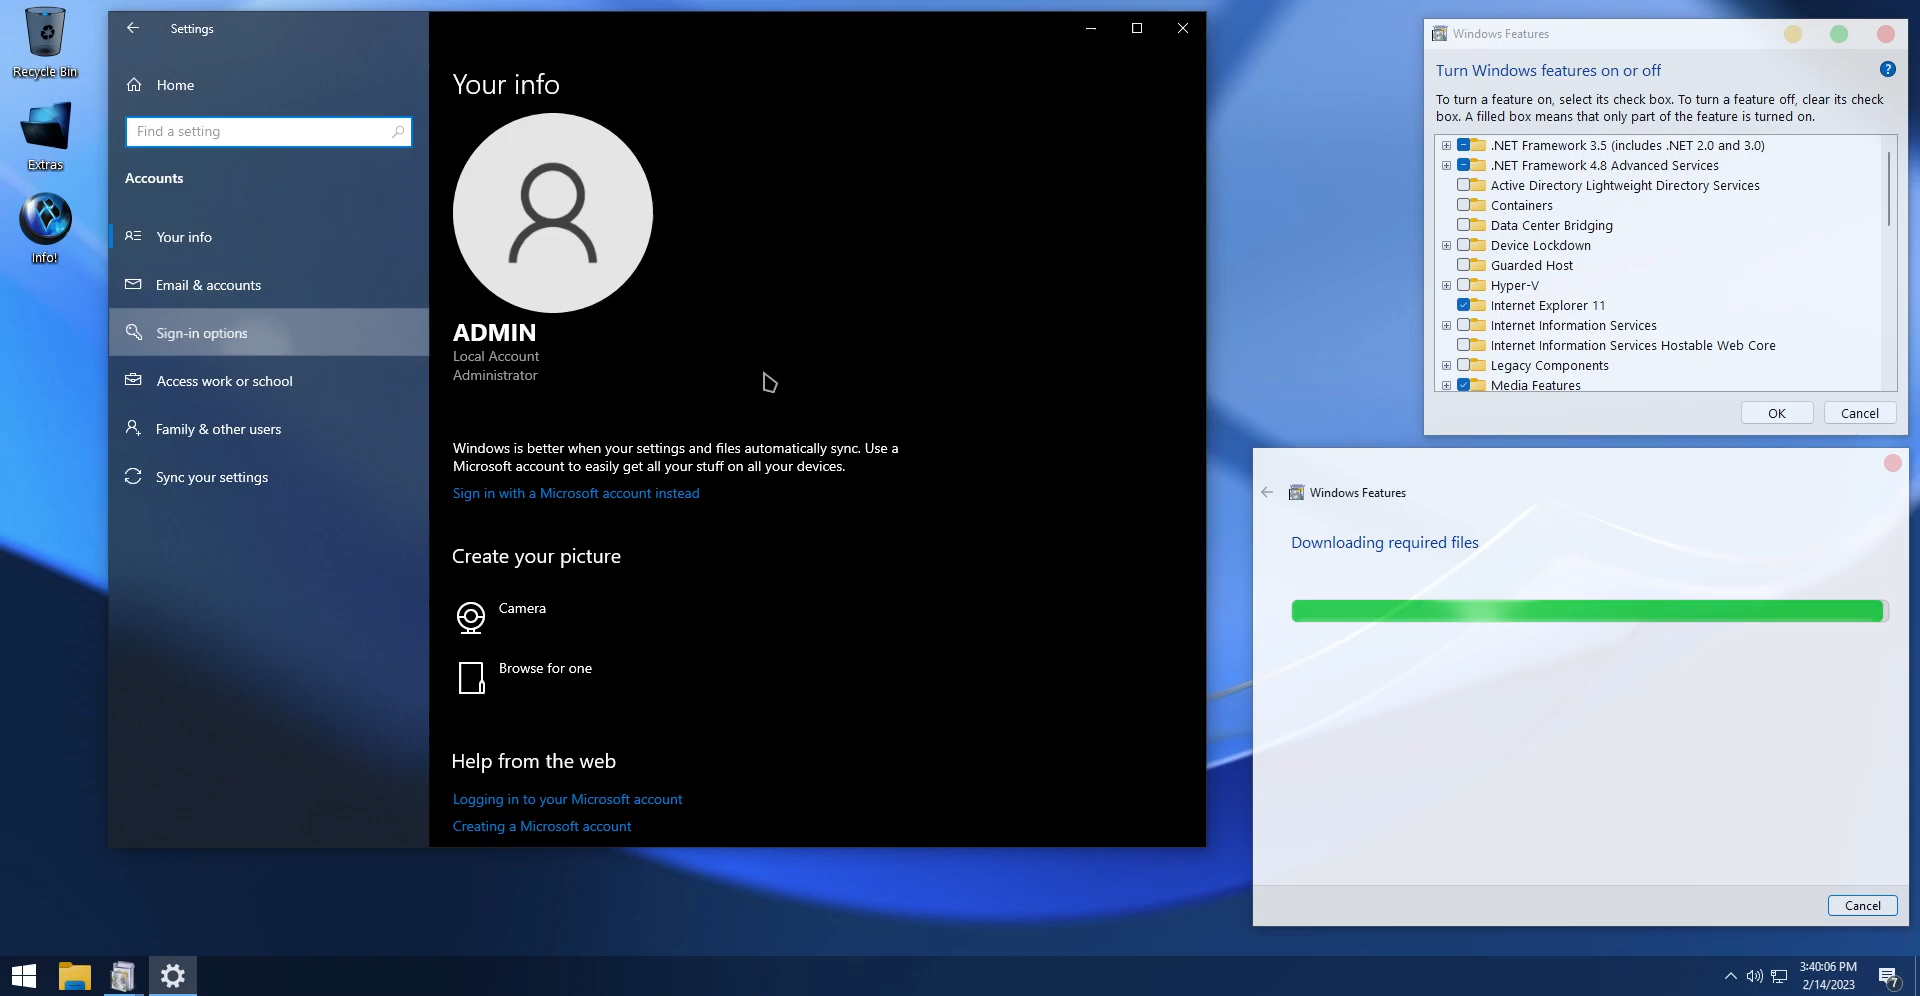 Recycle Bin
Extras
Info!
Settings
Home
Find a setting
Accounts
Your info
Email & accounts
Sign-in options
Access work or school
Family & other users
Sync your settings
Your info
ADMIN
Local Account
Administrator
Windows is better when your settings and files automatically sync. Use a
Microsoft account to easily get all your stuff on all your devices.
Sign in with a Microsoft account instead
Create your picture
Camera
Browse for one
Help from the web
Logging in to your Microsoft account
Creating a Microsoft account
Windows Features
Turn Windows features on or off
To turn a feature on, select its check box. To turn a feature off, clear its check
box. A filled box means that only part of the feature is turned on.
.NET Framework 3.5 (includes .NET 2.0 and 3.0)
.NET Framework 4.8 Advanced Services
Active Directory Lightweight Directory Services
Containers
Data Center Bridging
Device Lockdown
Guarded Host
Hyper-V
Internet Explorer 11
Internet Information Services
Internet Information Services Hostable Web Core
Legacy Components
Media Features
OK
Cancel
Windows Features
Downloading required files
Cancel
3:40:06 PM
2/14/2023
7